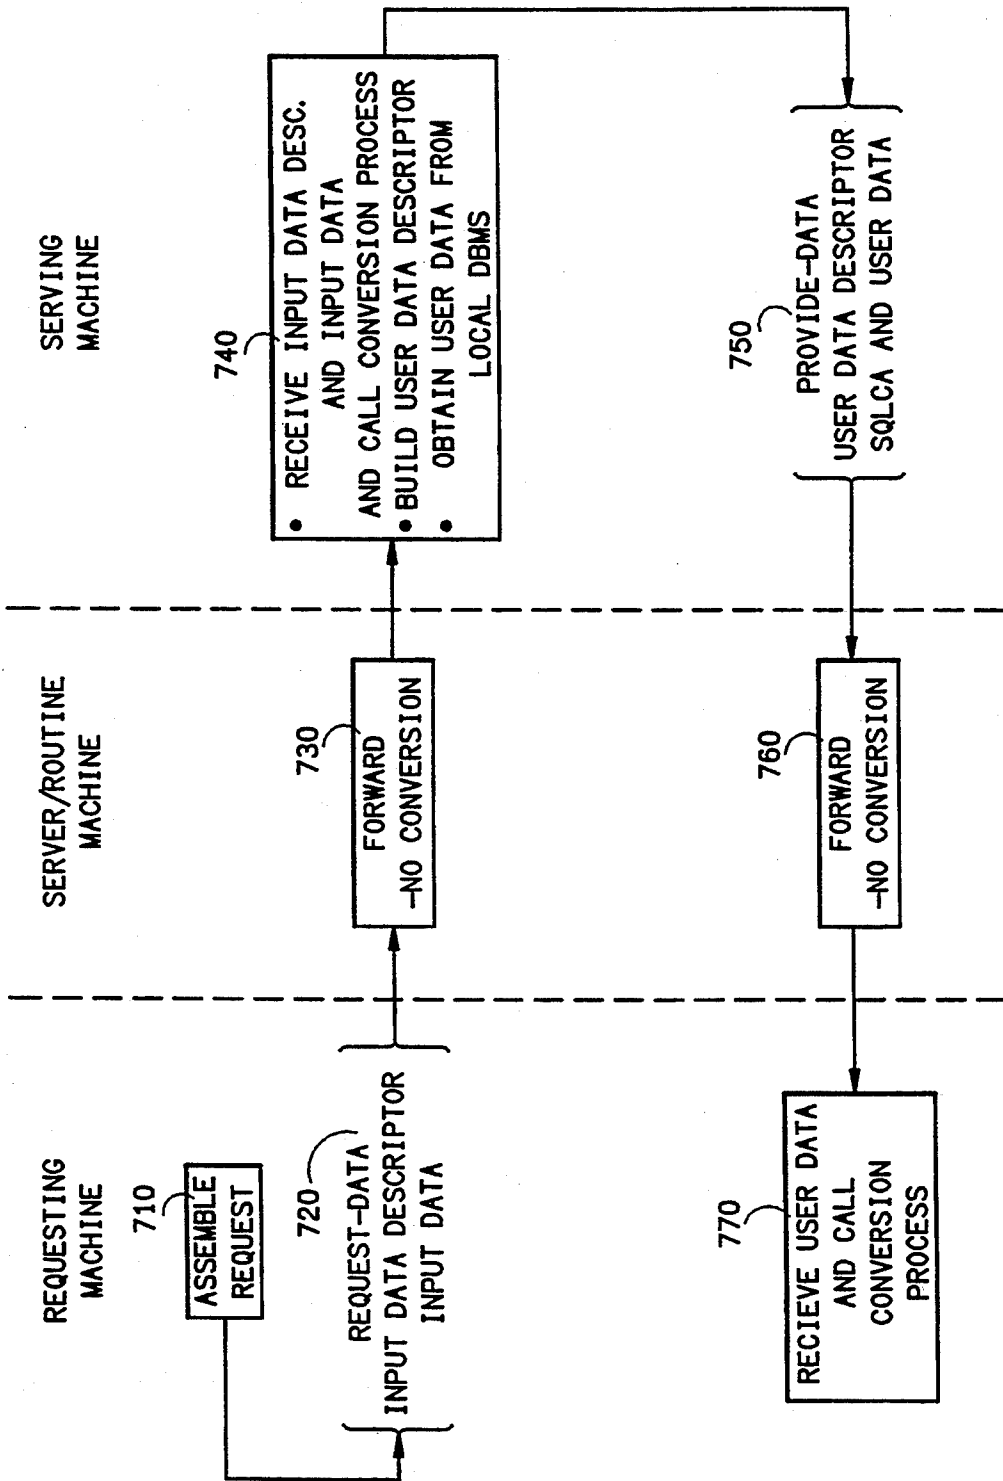 REQUESTING
MACHINE
SERVER/ROUTINE
MACHINE
SERVING
MACHINE
710
ASSEMBLE
REQUEST
720
REQUEST-DATA
INPUT DATA DESCRIPTOR
INPUT DATA
730
FORWARD
-NO CONVERSION
740
• RECEIVE INPUT DATA DESC.
AND INPUT DATA
AND CALL CONVERSION PROCESS
• BUILD USER DATA DESCRIPTOR
• OBTAIN USER DATA FROM
LOCAL DBMS
750
PROVIDE-DATA
USER DATA DESCRIPTOR
SQLCA AND USER DATA
760
FORWARD
-NO CONVERSION
770
RECIEVE USER DATA
AND CALL
CONVERSION
PROCESS